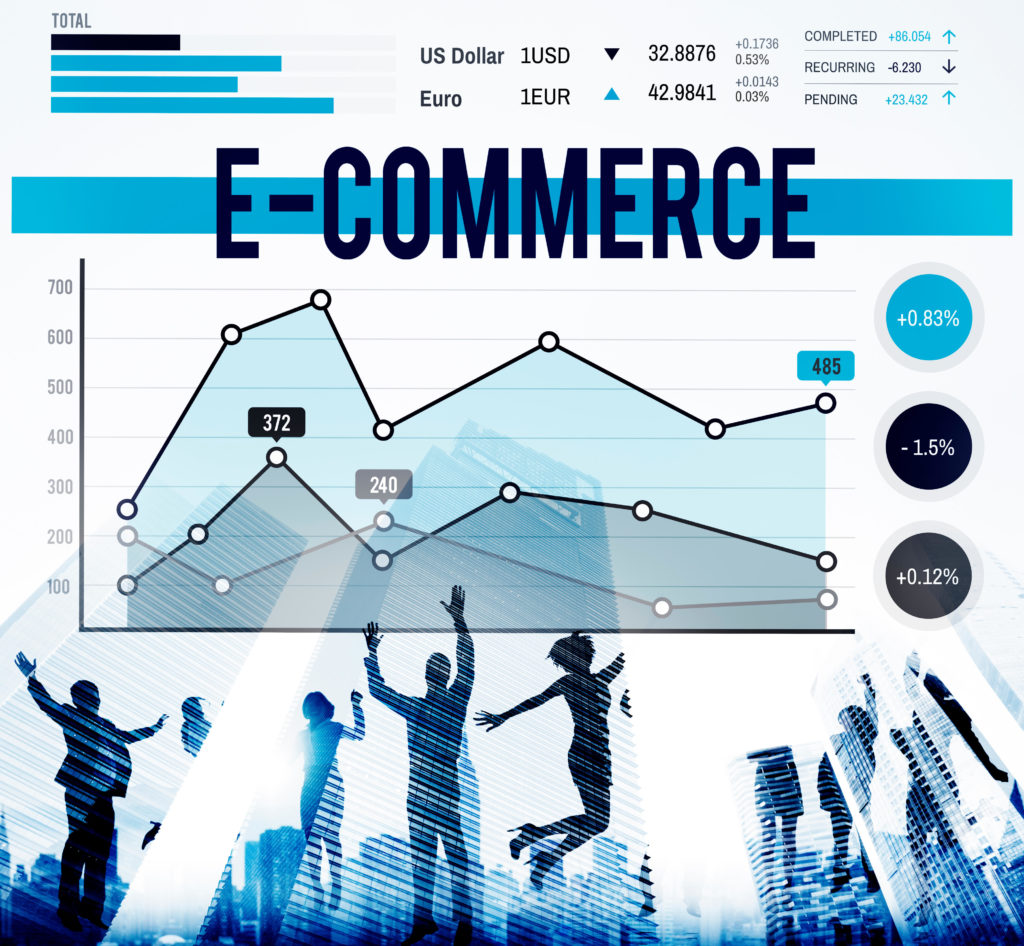 TOTAL
US Dollar 1USD ▼ 32.8876 +0.1736 0.53%
Euro 1EUR ▲ 42.9841 +0.0143 0.03%
COMPLETED +86.054 ↑
RECURRING -6.230 ↓
PENDING +23.432 ↑
E-COMMERCE
700
600
500
400
300
200
100
372
240
485
+0.83%
- 1.5%
+0.12%